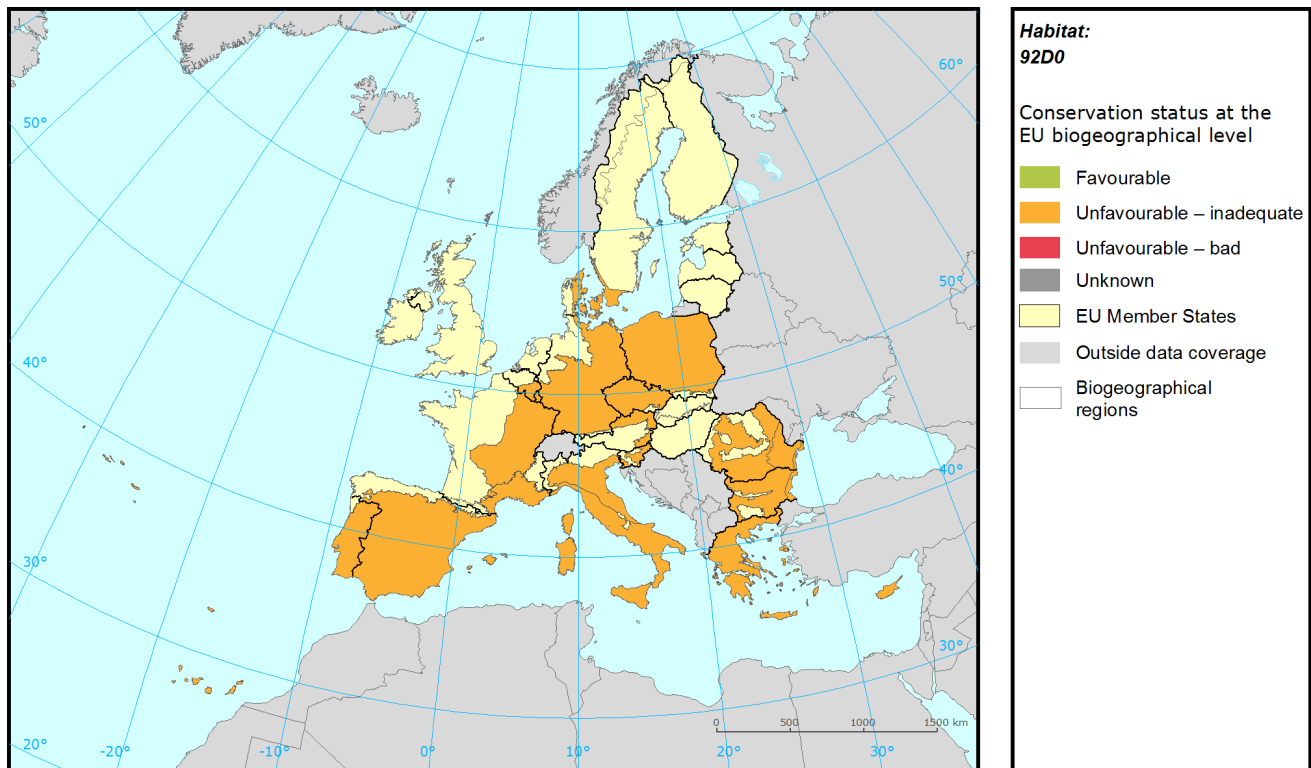 60°
50°
50°
40°
40°
30°
30°
20°
-20°
-10°
0°
10°
20°
30°
0 500 1000 1500 km
Habitat:
92D0
Conservation status at the
EU biogeographical level
Favourable
Unfavourable – inadequate
Unfavourable – bad
Unknown
EU Member States
Outside data coverage
Biogeographical
regions